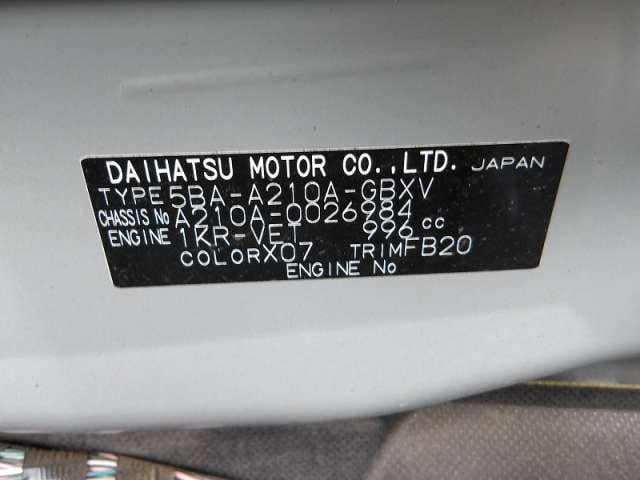 DAIHATSU MOTOR CO.,LTD. JAPAN
TYPE 5BA-A210A-GBXV
CHASSIS No A210A-0026984
ENGINE 1KR-VET 996 cc
COLOR X07 TRIM FB20
ENGINE No